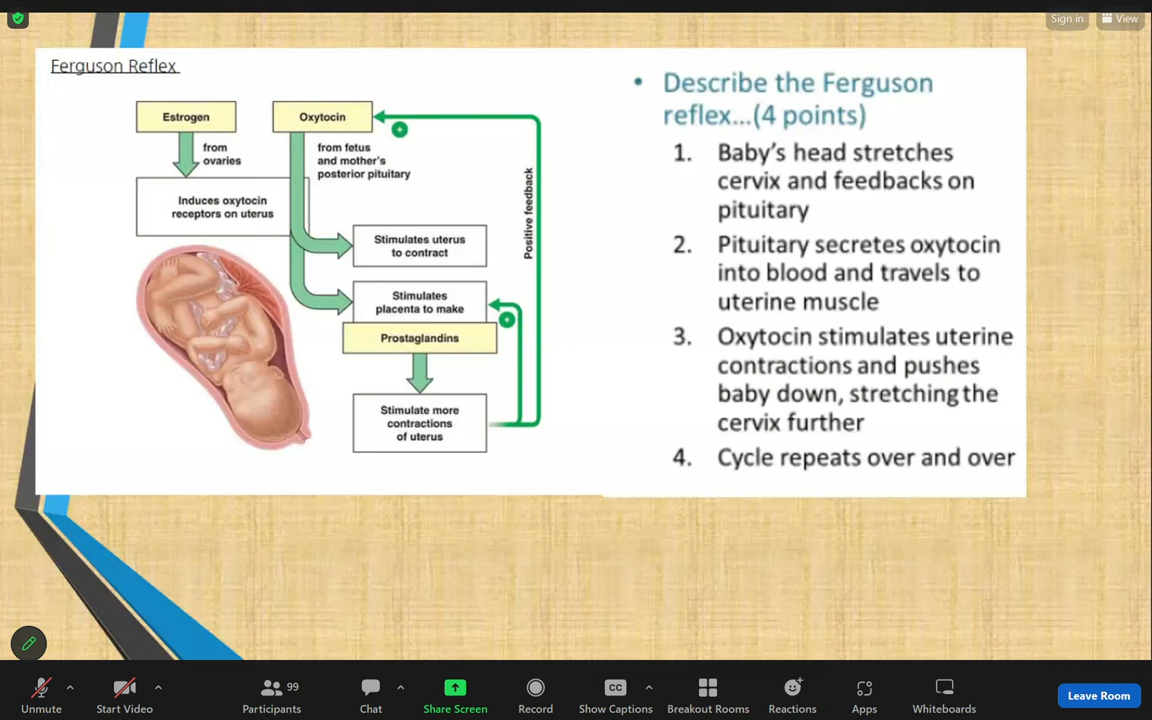 Sign in
View
Ferguson Reflex
Estrogen
Oxytocin
+
from
ovaries
from fetus
and mother's
posterior pituitary
Induces oxytocin
receptors on uterus
Positive feedback
Stimulates uterus
to contract
Stimulates
placenta to make
+
Prostaglandins
Stimulate more
contractions
of uterus
• Describe the Ferguson
reflex...(4 points)
1. Baby's head stretches
cervix and feedbacks on
pituitary
2. Pituitary secretes oxytocin
into blood and travels to
uterine muscle
3. Oxytocin stimulates uterine
contractions and pushes
baby down, stretching the
cervix further
4. Cycle repeats over and over
99
CC
Unmute
Start Video
Participants
Chat
Share Screen
Record
Show Captions
Breakout Rooms
Reactions
Apps
Whiteboards
Leave Room